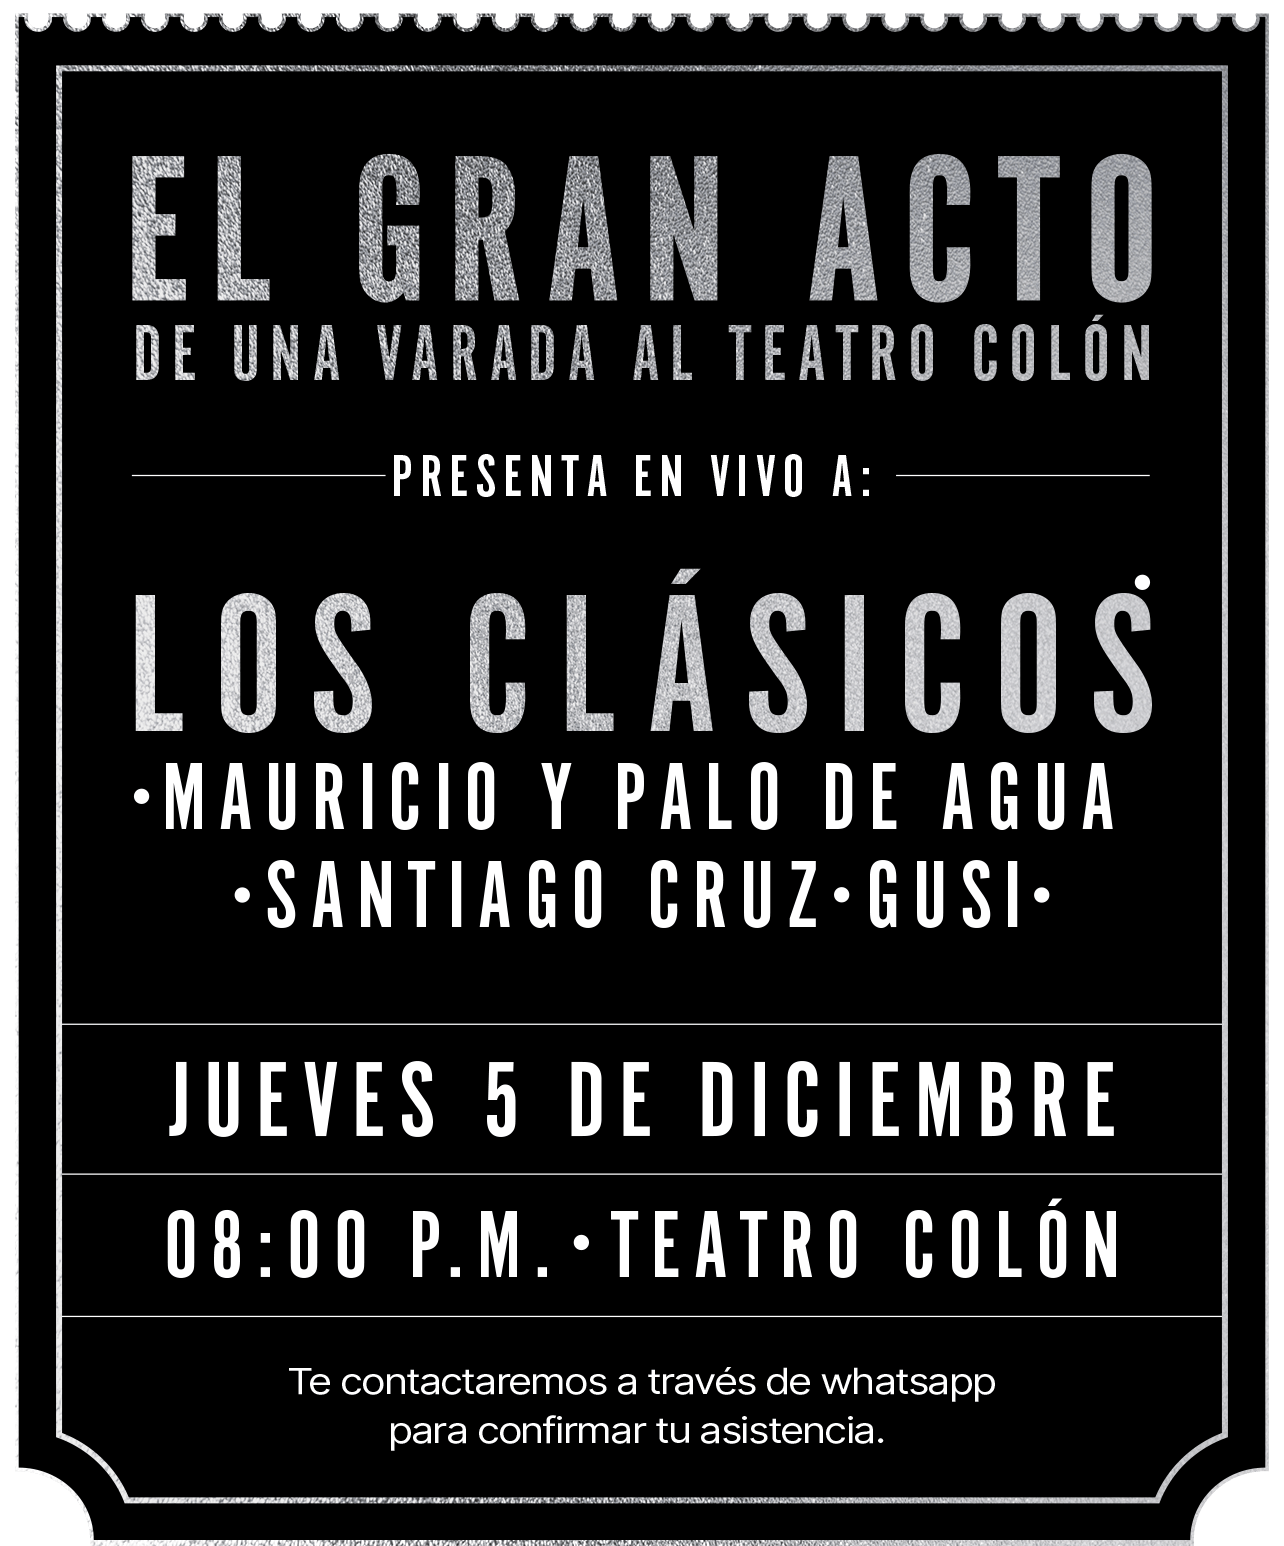 EL GRAN ACTO
DE UNA VARADA AL TEATRO COLÓN
PRESENTA EN VIVO A:
LOS CLÁSICOS
•MAURICIO Y PALO DE AGUA
•SANTIAGO CRUZ•GUSI•
JUEVES 5 DE DICIEMBRE
08:00 P.M.•TEATRO COLÓN
Te contactaremos a través de whatsapp
para confirmar tu asistencia.